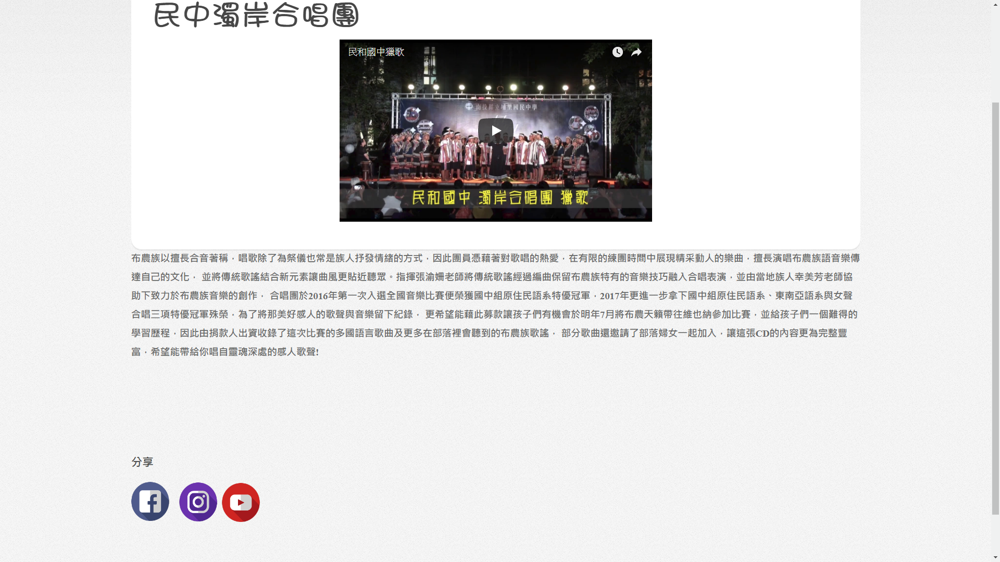 民中濁岸合唱團
民和國中獵歌
南投縣立埔里國民中學
民和國中 濁岸合唱團 獵歌
布農族以擅長合音著稱，唱歌除了為祭儀也常是族人抒發情緒的方式，因此團員憑藉著對歌唱的熱愛，在有限的練團時間中展現精采動人的樂曲，擅長演唱布農族語音樂傳
達自己的文化， 並將傳統歌謠結合新元素讓曲風更貼近聽眾。指揮張渝姍老師將傳統歌謠經過編曲保留布農族特有的音樂技巧融入合唱表演，並由當地族人幸美芳老師協
助下致力於布農族音樂的創作， 合唱團於2016年第一次入選全國音樂比賽便榮獲國中組原住民語系特優冠軍，2017年更進一步拿下國中組原住民語系、東南亞語系與女聲
合唱三項特優冠軍殊榮，為了將那美好感人的歌聲與音樂留下紀錄， 更希望能藉此募款讓孩子們有機會於明年7月將布農天籟帶往維也納參加比賽，並給孩子們一個難得的
學習歷程，因此由捐款人出資收錄了這次比賽的多國語言歌曲及更多在部落裡會聽到的布農族歌謠， 部分歌曲還邀請了部落婦女一起加入，讓這張CD的內容更為完整豐
富，希望能帶給你唱自靈魂深處的感人歌聲!
分享